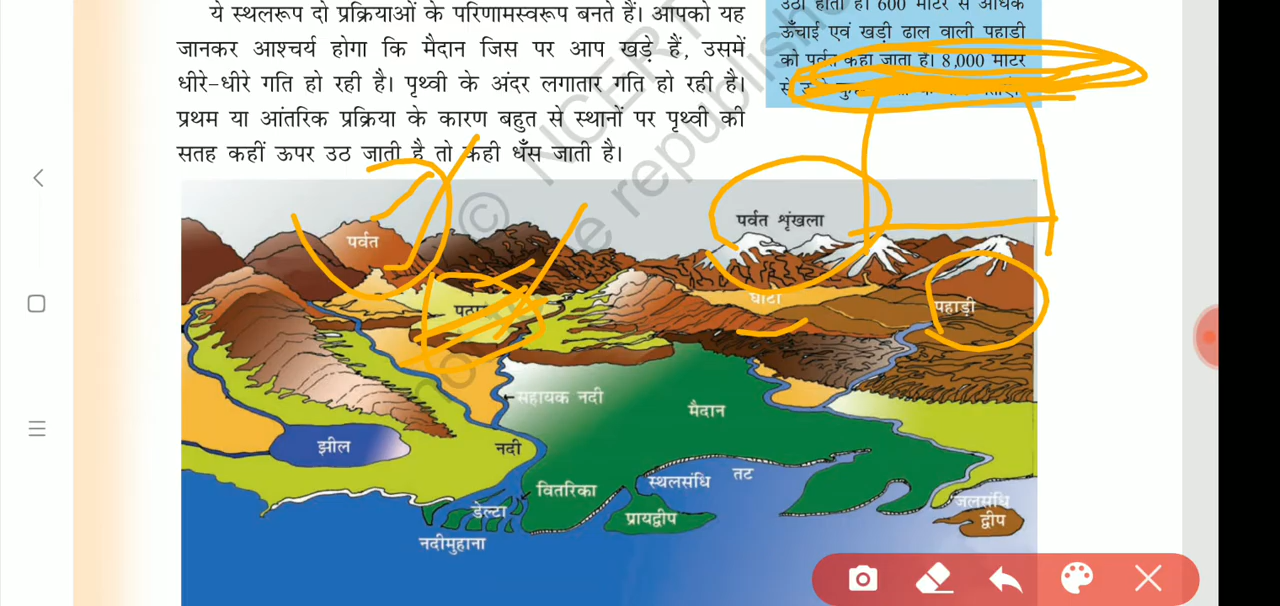 ये स्थलरूप दो प्रक्रियाओं के परिणामस्वरूप बनते हैं। आपको यह
जानकर आश्चर्य होगा कि मैदान जिस पर आप खड़े हैं, उसमें
धीरे-धीरे गति हो रही है। पृथ्वी के अंदर लगातार गति हो रही है।
प्रथम या आंतरिक प्रक्रिया के कारण बहुत से स्थानों पर पृथ्वी की
सतह कहीं ऊपर उठ जाती है तो कहीं धँस जाती है।
उठा होता है। 600 मीटर से अधिक
ऊँचाई एवं खड़ी ढाल वाली पहाड़ी
को पर्वत कहा जाता है। 8,000 मीटर
से
© NCERT
republish
पर्वत
पर्वत शृंखला
घाटी
पहाड़ी
सहायक नदी
मैदान
झील
नदी
वितरिका
स्थलसंधि
तट
डेल्टा
प्रायद्वीप
जलसंधि
द्वीप
नदीमुहाना